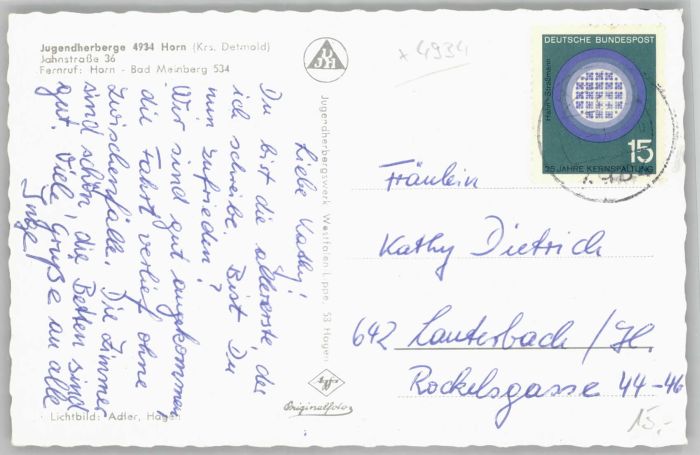 Jugendherberge 4934 Horn (Krs. Detmold)
Jahnstraße 36
Fernruf: Horn - Bad Meinberg 534
DJH
x 4934
DEUTSCHE BUNDESPOST
Hahn-Straßmann
15
25 JAHRE KERNSPALTUNG
Liebe Kathy!
Du bist die allererste, der
ich schreibe. Bist Du
nun zufrieden?
Wir sind gut angekommen,
die Fahrt verlief ohne
Zwischenfälle. Die Zimmer
sind schön, die Betten sind
gut. Viele Grüße an alle
Inge
Jugendherbergswerk Westfalen-Lippe, 58 Hagen
Fräulein
Kathy Dietrich
642 Lauterbach / H.
Rockelsgasse 44-46
15,-
Agfa
Originalfoto
Lichtbild: Adler, Hagen